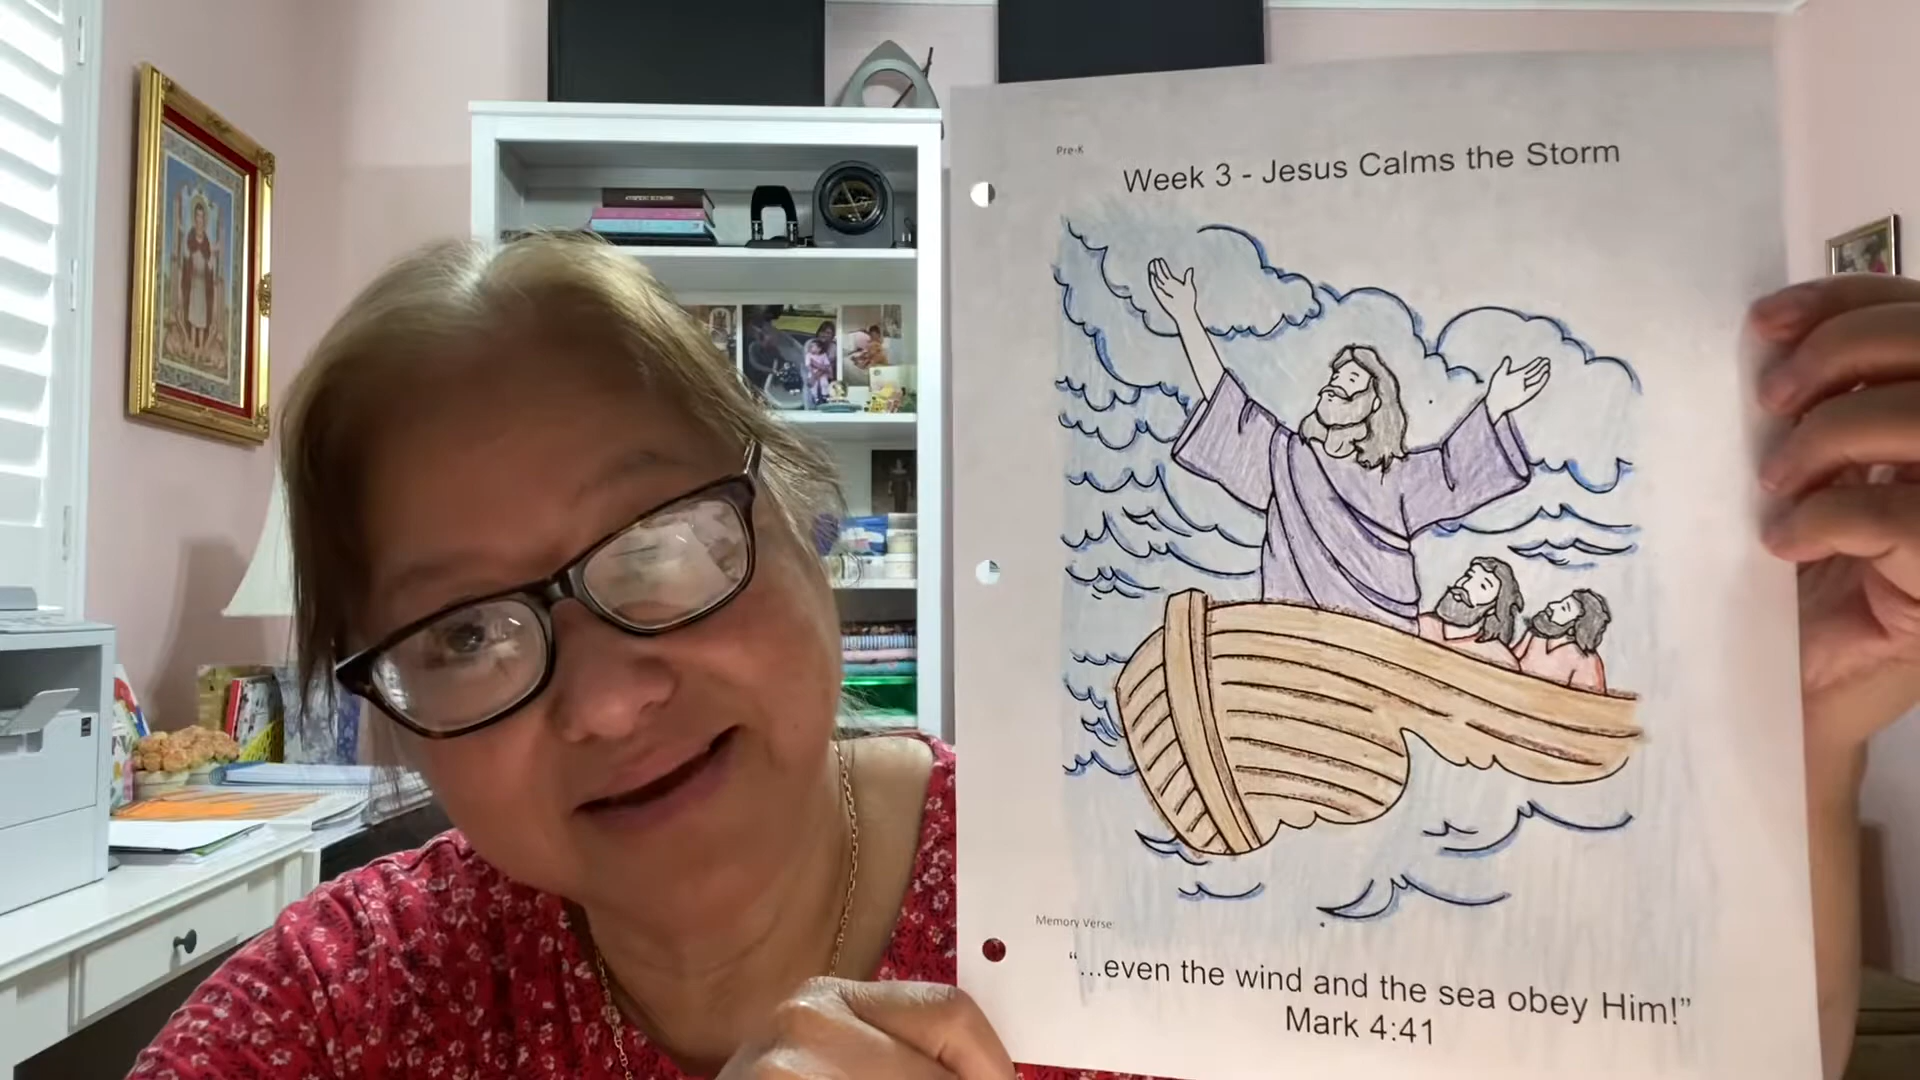 Pre-K
Week 3 - Jesus Calms the Storm
Memory Verse:
“...even the wind and the sea obey Him!”
Mark 4:41